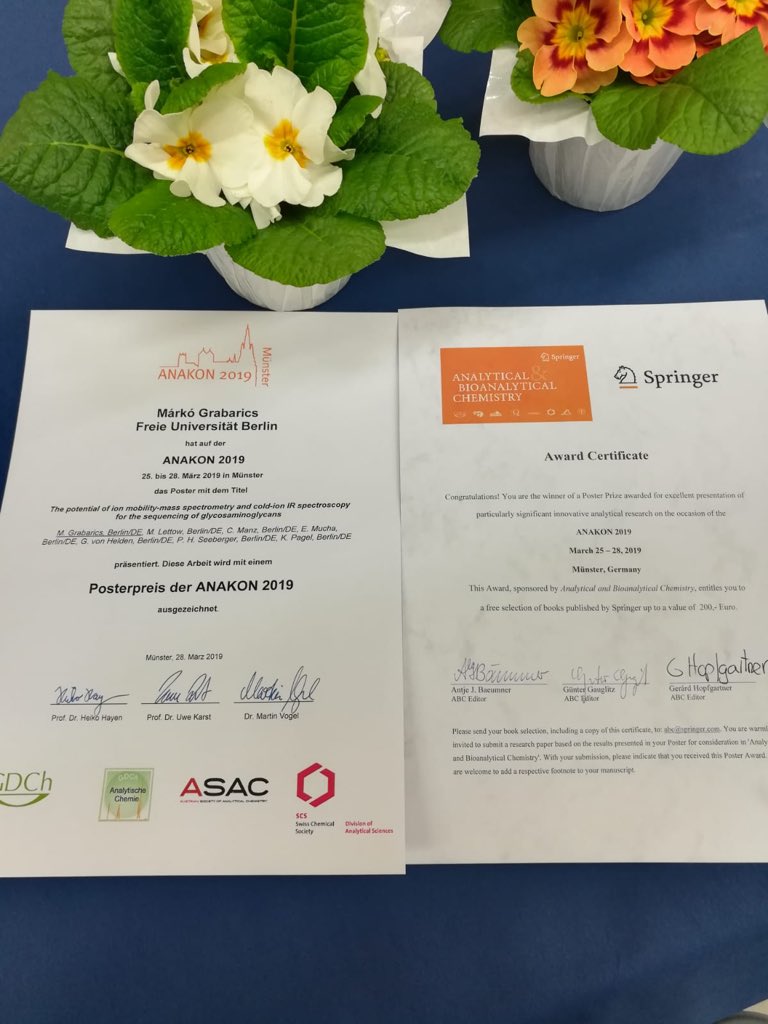 ANAKON 2019
Münster
Márkó Grabarics
Freie Universität Berlin
hat auf der
ANAKON 2019
25. bis 28. März 2019 in Münster
das Poster mit dem Titel
The potential of ion mobility-mass spectrometry and cold-ion IR spectroscopy
for the sequencing of glycosaminoglycans
M. Grabarics, Berlin/DE, M. Lettow, Berlin/DE, C. Manz, Berlin/DE, E. Mucha,
Berlin/DE, G. von Helden, Berlin/DE, P. H. Seeberger, Berlin/DE, K. Pagel, Berlin/DE
präsentiert. Diese Arbeit wird mit einem
Posterpreis der ANAKON 2019
ausgezeichnet.
Münster, 28. März 2019
Prof. Dr. Heiko Hayen
Prof. Dr. Uwe Karst
Dr. Martin Vogel
GDCh
GDCh
Analytische
Chemie
ASAC
AUSTRIAN SOCIETY OF ANALYTICAL CHEMISTRY
SCS
Swiss Chemical
Society
Division of
Analytical Sciences
Springer
ANALYTICAL &
BIOANALYTICAL
CHEMISTRY
Springer
Award Certificate
Congratulations! You are the winner of a Poster Prize awarded for excellent presentation of
particularly significant innovative analytical research on the occasion of the
ANAKON 2019
March 25 – 28, 2019
Münster, Germany
This Award, sponsored by Analytical and Bioanalytical Chemistry, entitles you to
a free selection of books published by Springer up to a value of 200,- Euro.
G Hopfgartner
Antje J. Baeumner
ABC Editor
Günter Gauglitz
ABC Editor
Gérard Hopfgartner
ABC Editor
Please send your book selection, including a copy of this certificate, to: abc@springer.com. You are warml
invited to submit a research paper based on the results presented in your Poster for consideration in 'Analy
and Bioanalytical Chemistry'. With your submission, please indicate that you received this Poster Award
are welcome to add a respective footnote to your manuscript.